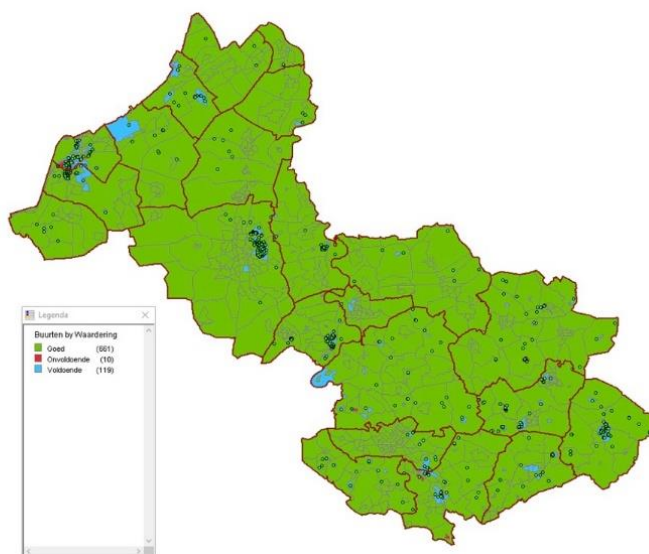 Legenda
Buurten by Waardering
Goed (661)
Onvoldoende (10)
Voldoende (119)